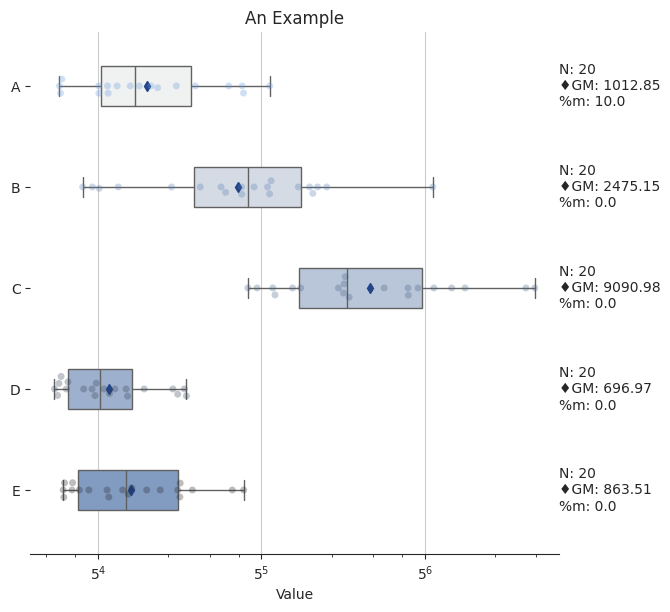 An Example
A
N: 20
♦GM: 1012.85
%m: 10.0
B
N: 20
♦GM: 2475.15
%m: 0.0
C
N: 20
♦GM: 9090.98
%m: 0.0
D
N: 20
♦GM: 696.97
%m: 0.0
E
N: 20
♦GM: 863.51
%m: 0.0
5⁴ 5⁵ 5⁶
Value